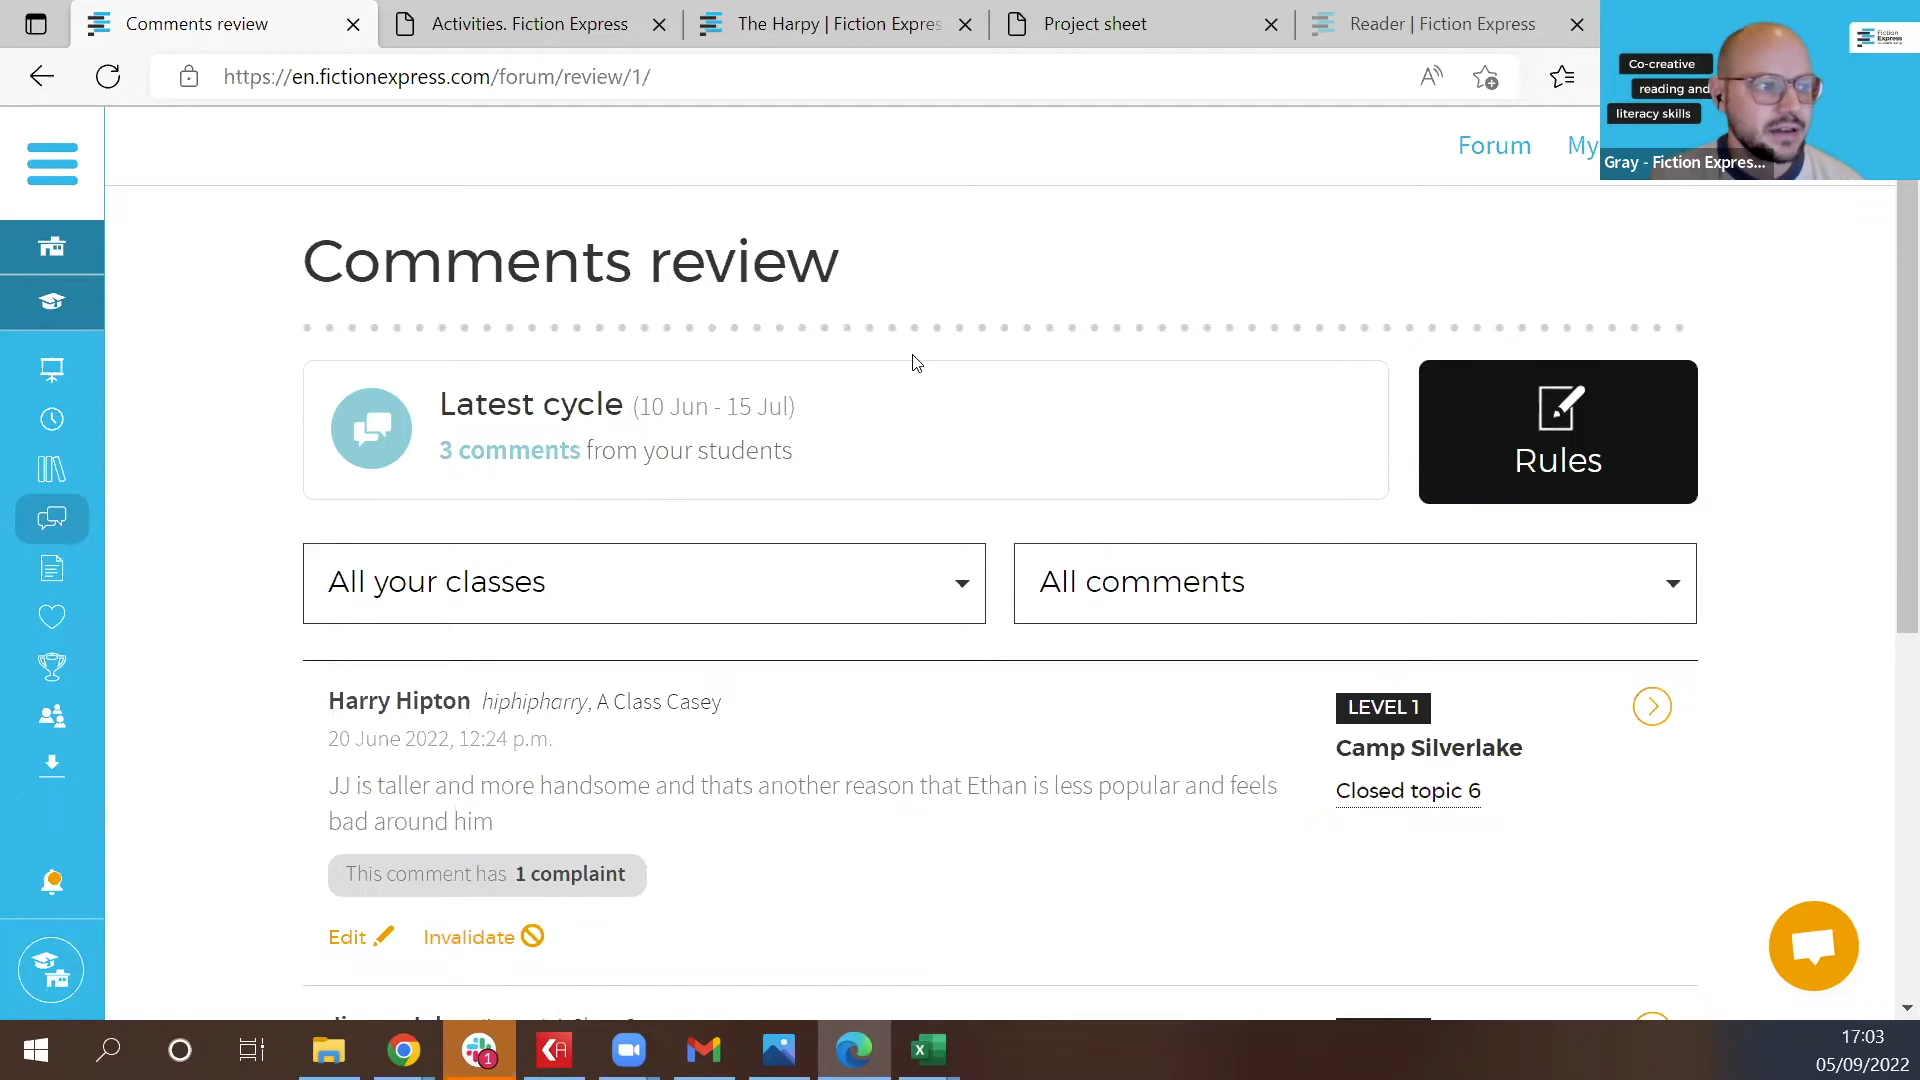 Comments review
Activities. Fiction Express
The Harpy | Fiction Expres
Project sheet
Reader | Fiction Express
https://en.fictionexpress.com/forum/review/1/
Co-creative
reading and
literacy skills
Fiction
Express
Gray - Fiction Expres...
Forum
My
Comments review
Latest cycle (10 Jun - 15 Jul)
3 comments from your students
Rules
All your classes
All comments
Harry Hipton hiphipharry, A Class Casey
20 June 2022, 12:24 p.m.
JJ is taller and more handsome and thats another reason that Ethan is less popular and feels
bad around him
This comment has 1 complaint
Edit
Invalidate
LEVEL 1
Camp Silverlake
Closed topic 6
1
17:03
05/09/2022